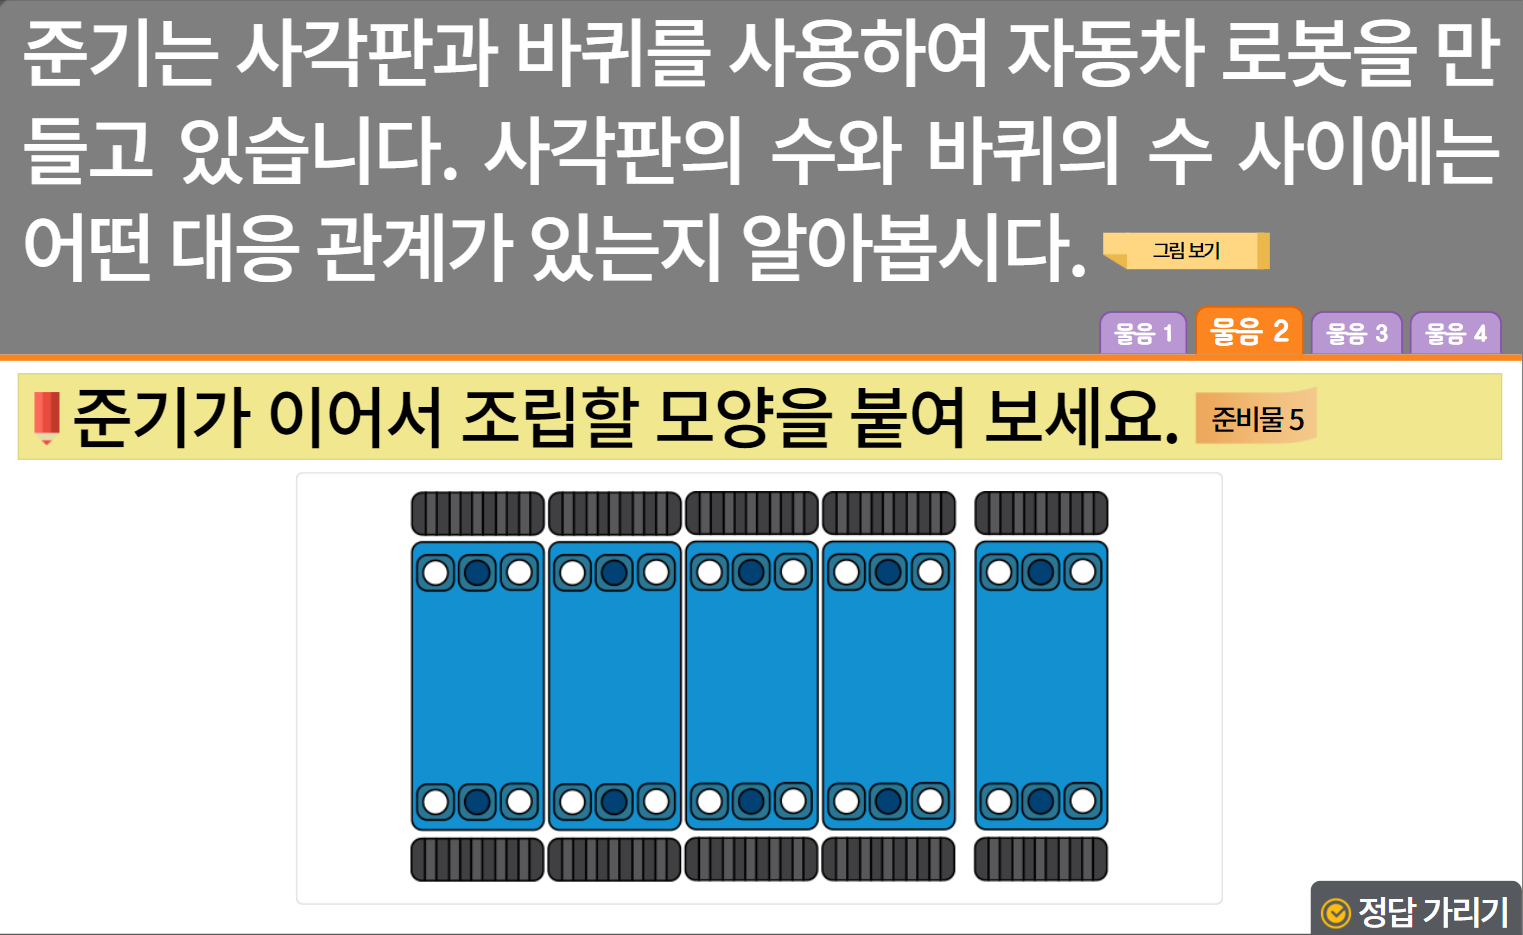 준기는 사각판과 바퀴를 사용하여 자동차 로봇을 만
들고 있습니다. 사각판의 수와 바퀴의 수 사이에는
어떤 대응 관계가 있는지 알아봅시다. 그림 보기
물음 1 물음 2 물음 3 물음 4
준기가 이어서 조립할 모양을 붙여 보세요. 준비물 5
정답 가리기